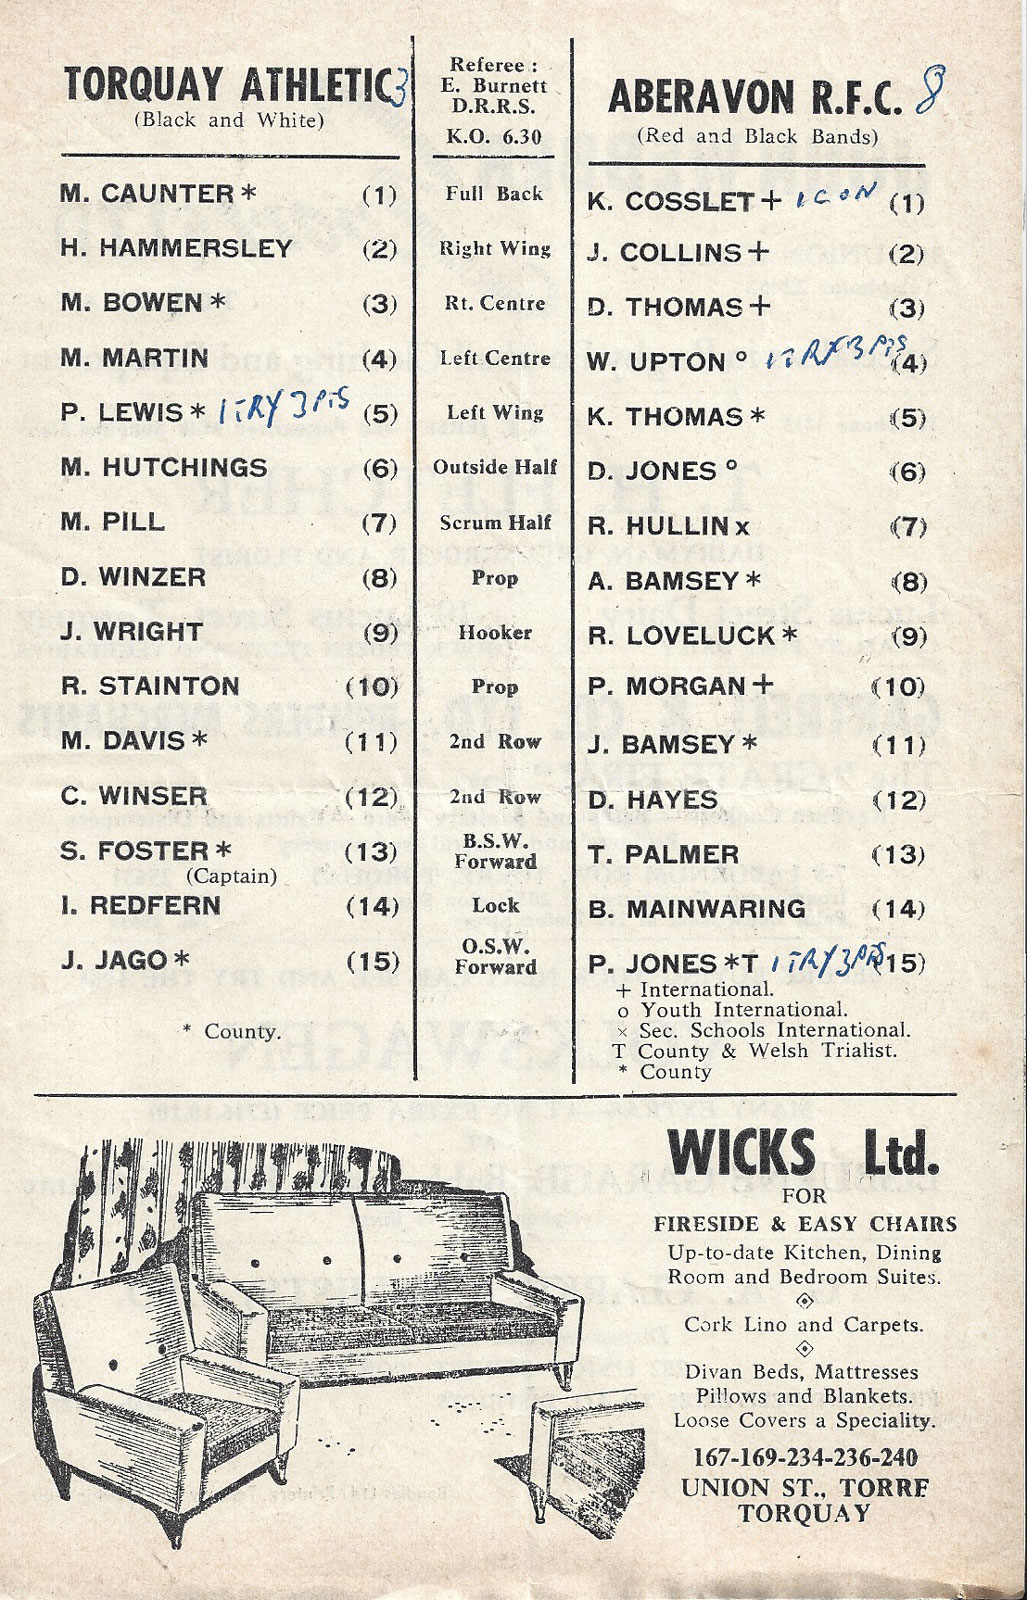 TORQUAY ATHLETIC 3
(Black and White)
Referee :
E. Burnett
D.R.R.S.
K.O. 6.30
ABERAVON R.F.C. 8
(Red and Black Bands)
M. CAUNTER * (1) Full Back K. COSSLET + 1 CON (1)
H. HAMMERSLEY (2) Right Wing J. COLLINS + (2)
M. BOWEN * (3) Rt. Centre D. THOMAS + (3)
M. MARTIN (4) Left Centre W. UPTON o 1 TRY 3 PTS (4)
P. LEWIS * 1 TRY 3 PTS (5) Left Wing K. THOMAS * (5)
M. HUTCHINGS (6) Outside Half D. JONES o (6)
M. PILL (7) Scrum Half R. HULLIN x (7)
D. WINZER (8) Prop A. BAMSEY * (8)
J. WRIGHT (9) Hooker R. LOVELUCK * (9)
R. STAINTON (10) Prop P. MORGAN + (10)
M. DAVIS * (11) 2nd Row J. BAMSEY * (11)
C. WINSER (12) 2nd Row D. HAYES (12)
S. FOSTER * (13) B.S.W. Forward T. PALMER (13)
(Captain)
I. REDFERN (14) Lock B. MAINWARING (14)
J. JAGO * (15) O.S.W. Forward P. JONES *T 1 TRY 3 PTS (15)
* County.
+ International.
o Youth International.
x Sec. Schools International.
T County & Welsh Trialist.
* County
WICKS Ltd.
FOR
FIRESIDE & EASY CHAIRS
Up-to-date Kitchen, Dining
Room and Bedroom Suites.
Cork Lino and Carpets.
Divan Beds, Mattresses
Pillows and Blankets.
Loose Covers a Speciality.
167-169-234-236-240
UNION ST., TORRE
TORQUAY